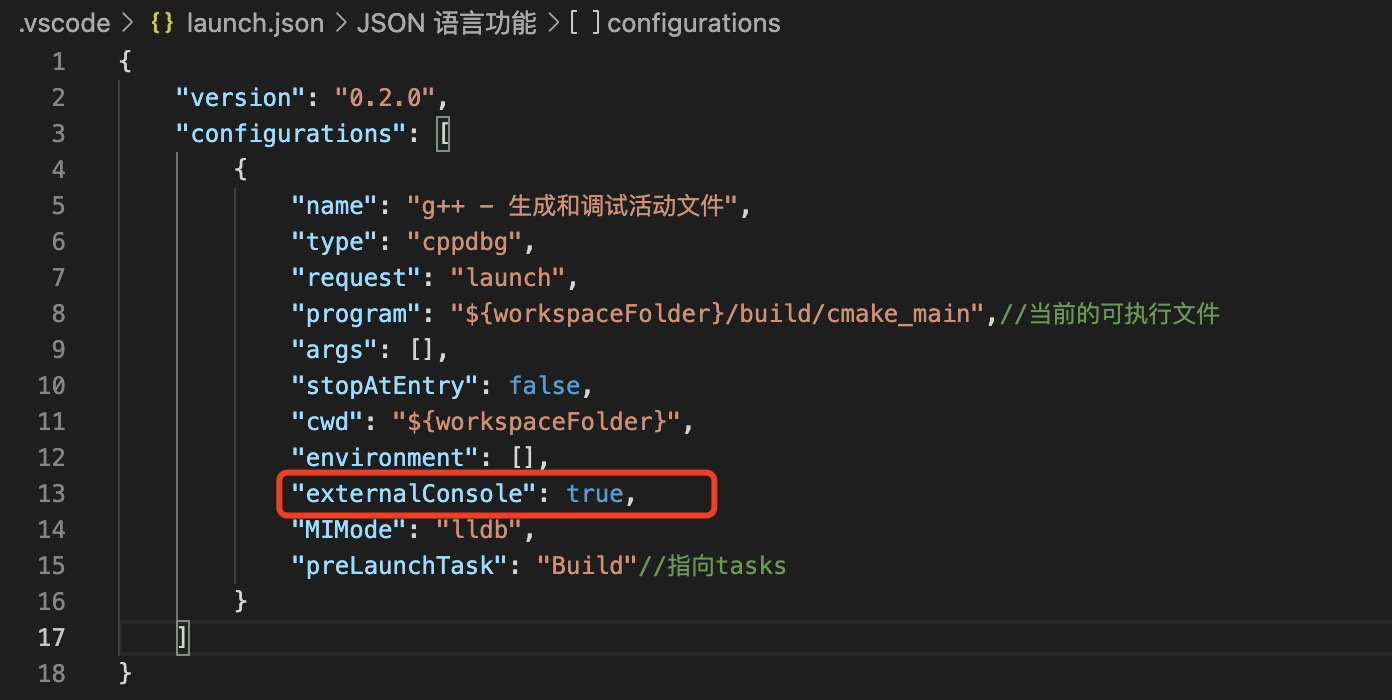 .vscode > {} launch.json > JSON 语言功能 > [ ] configurations
1 {
2 "version": "0.2.0",
3 "configurations": [
4 {
5 "name": "g++ - 生成和调试活动文件",
6 "type": "cppdbg",
7 "request": "launch",
8 "program": "${workspaceFolder}/build/cmake_main",//当前的可执行文件
9 "args": [],
10 "stopAtEntry": false,
11 "cwd": "${workspaceFolder}",
12 "environment": [],
13 "externalConsole": true,
14 "MIMode": "lldb",
15 "preLaunchTask": "Build"//指向tasks
16 }
17 ]
18 }